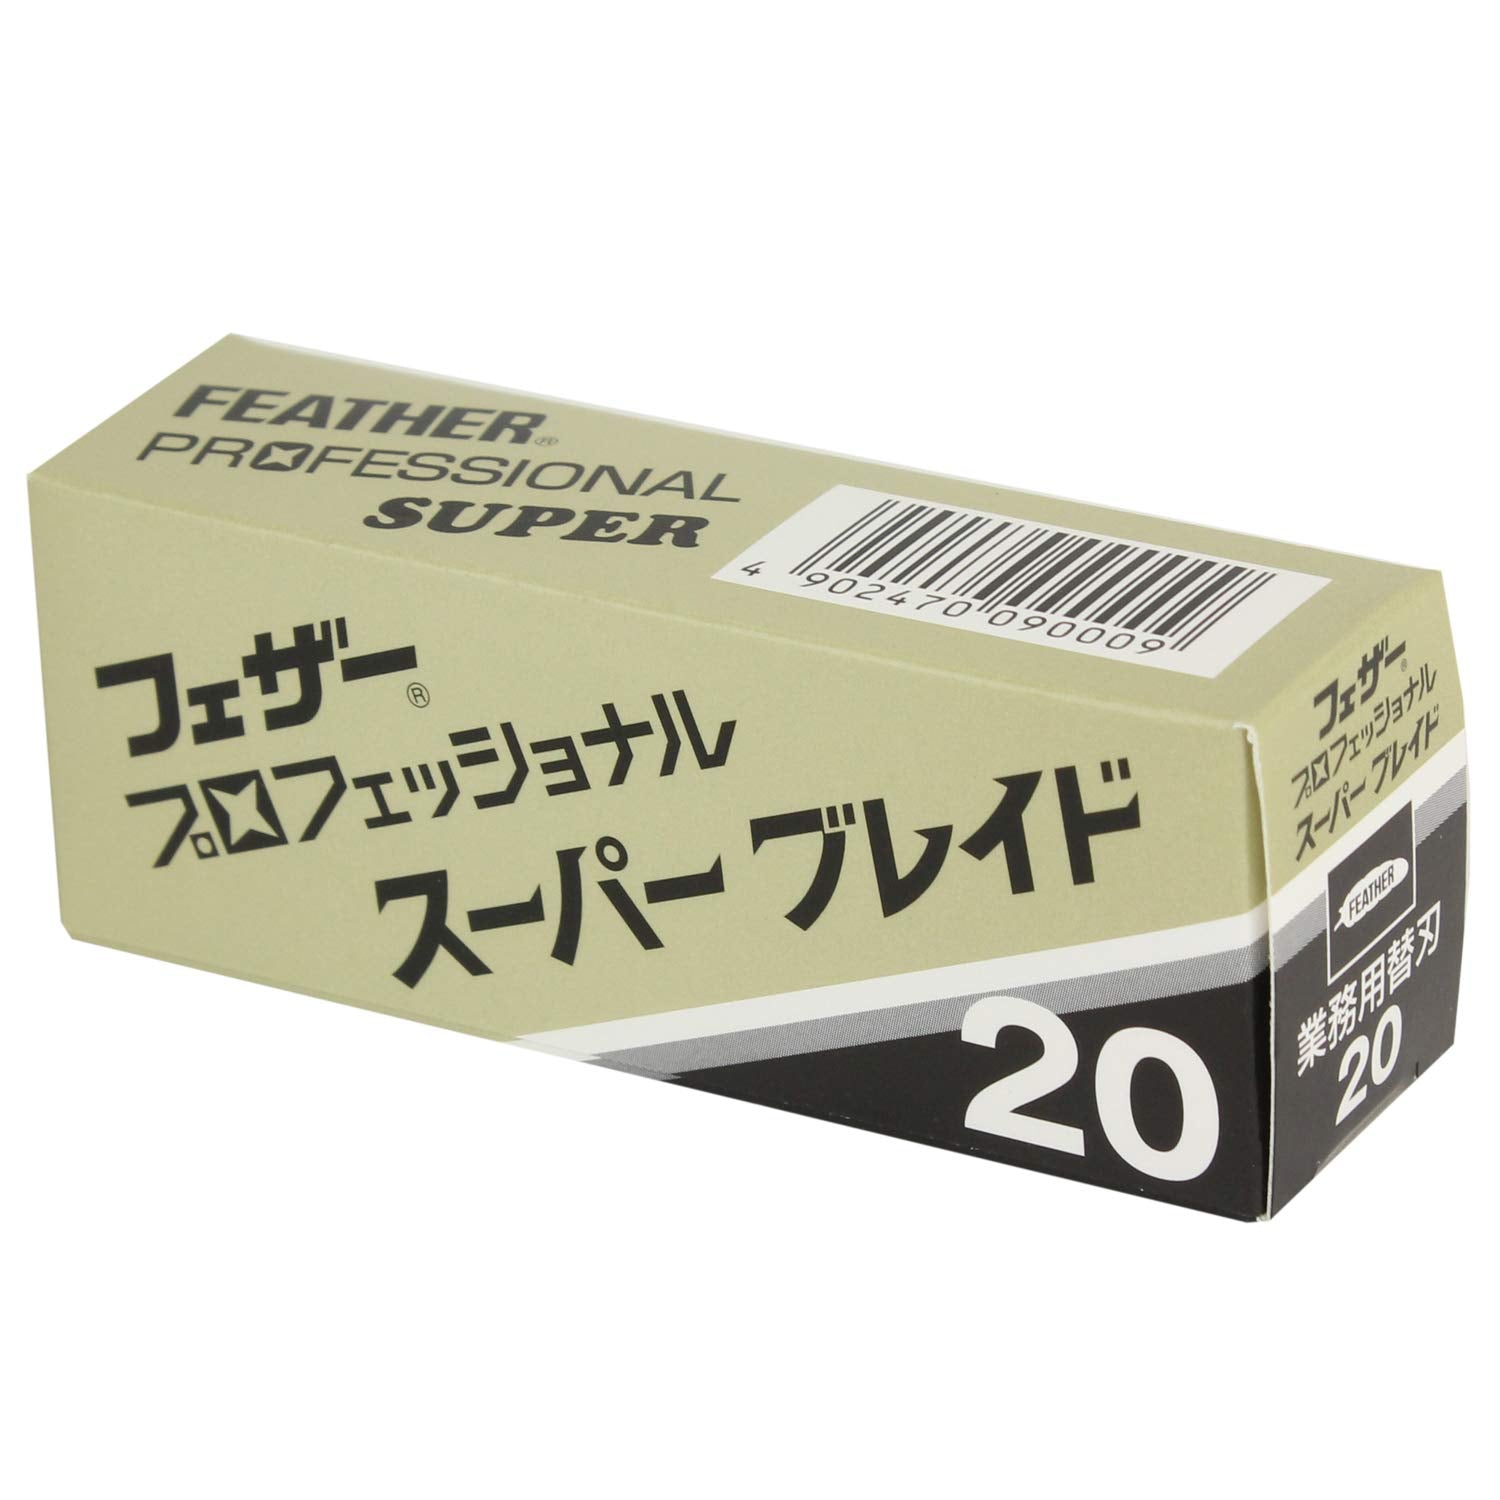 FEATHER®
PROFESSIONAL
SUPER
4 902470 090009
フェザー®
プロフェッショナル
スーパー ブレイド
20
フェザー®
プロフェッショナル
スーパー ブレイド
FEATHER
業務用替刃
20